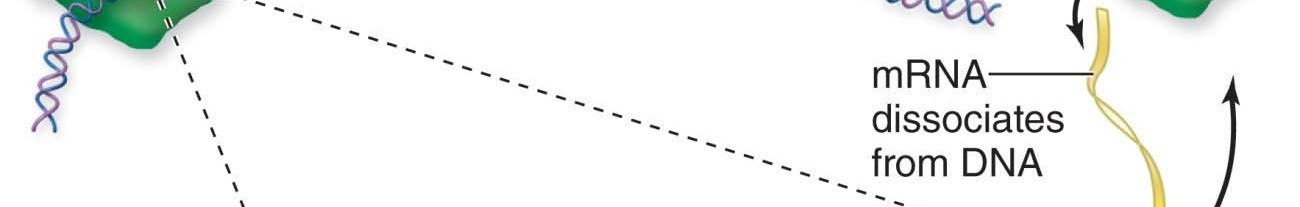 mRNA
dissociates
from DNA